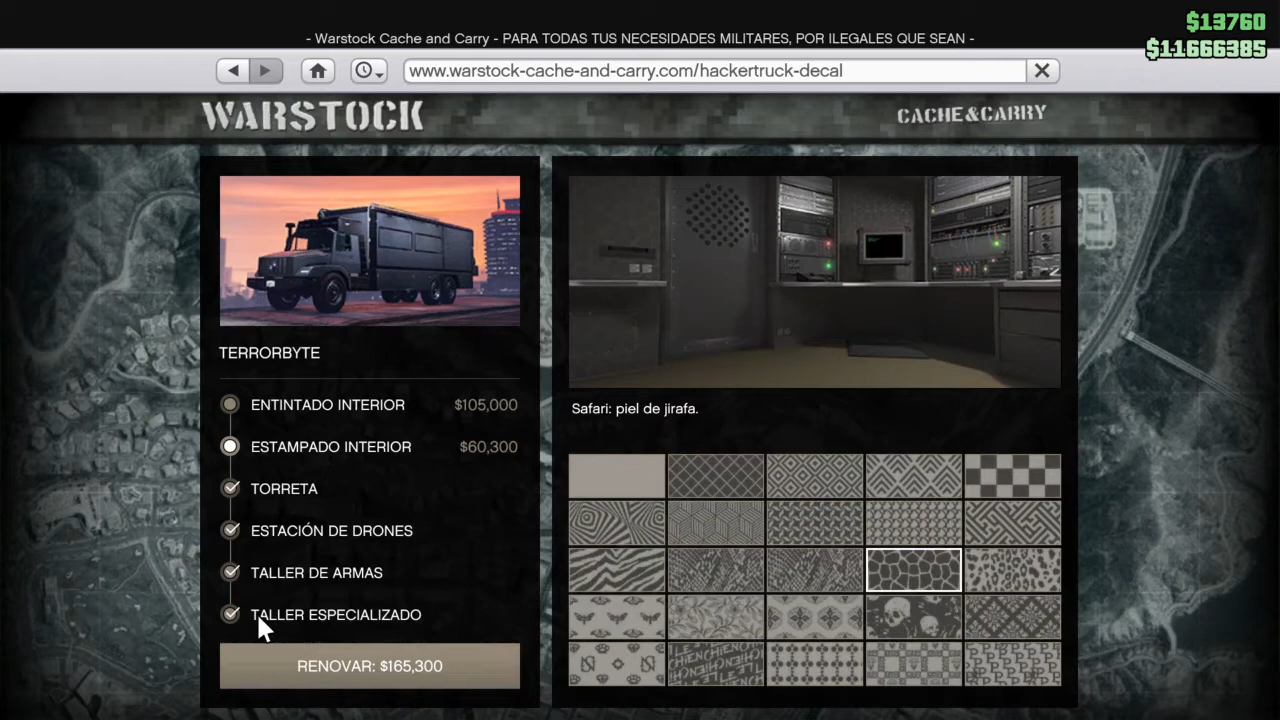 $13760
$11666385
- Warstock Cache and Carry - PARA TODAS TUS NECESIDADES MILITARES, POR ILEGALES QUE SEAN -
www.warstock-cache-and-carry.com/hackertruck-decal
WARSTOCK
CACHE&CARRY
TERRORBYTE
ENTINTADO INTERIOR $105,000
ESTAMPADO INTERIOR $60,300
TORRETA
ESTACIÓN DE DRONES
TALLER DE ARMAS
TALLER ESPECIALIZADO
RENOVAR: $165,300
Safari: piel de jirafa.